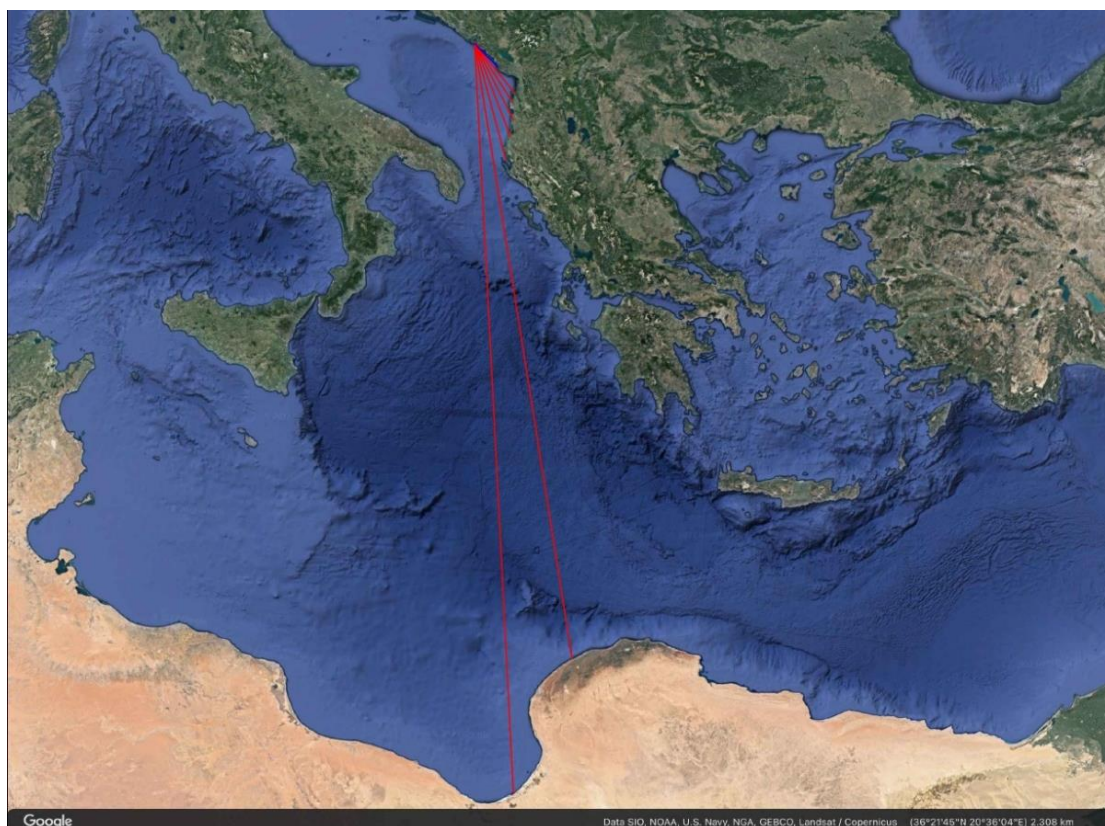 Google
Data SIO, NOAA, U.S. Navy, NGA, GEBCO, Landsat / Copernicus (36°21'45"N 20°36'04"E) 2,308 km